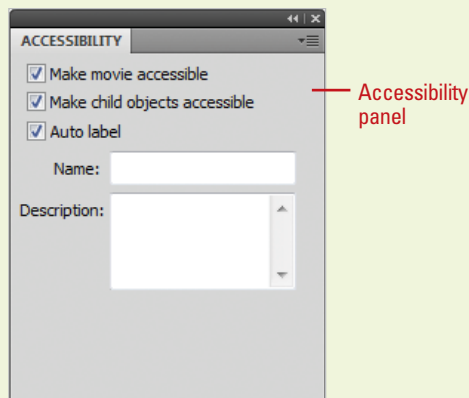 ACCESSIBILITY
Make movie accessible
Make child objects accessible
Auto label
Name:
Description:
Accessibility
panel